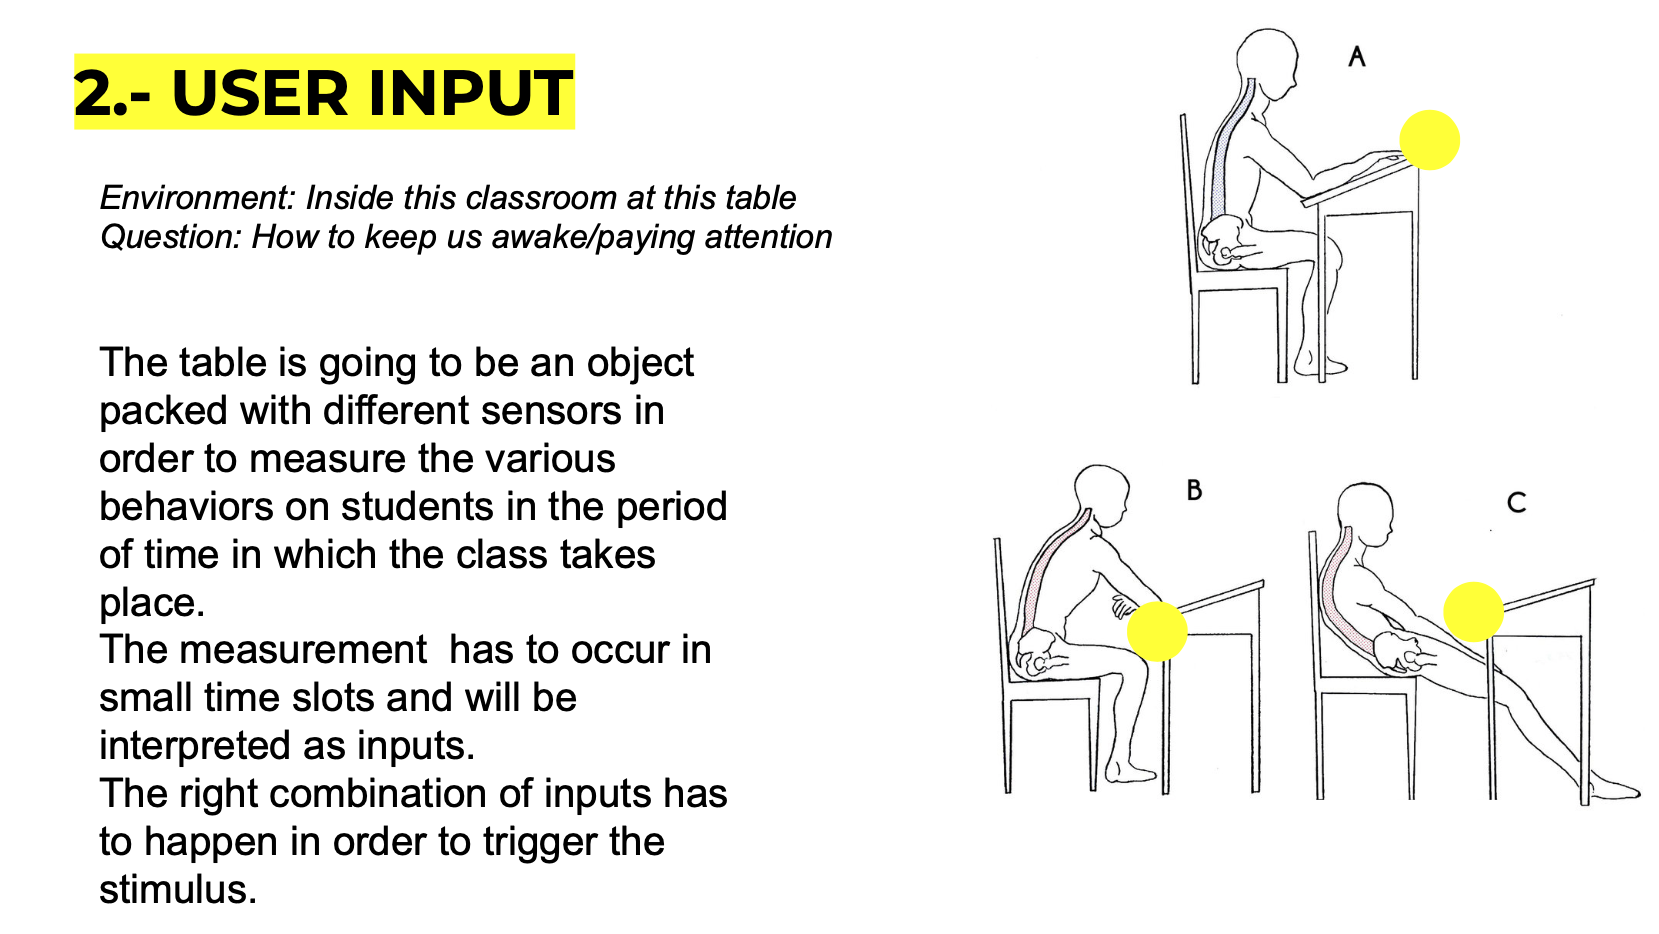 2.- USER INPUT
Environment: Inside this classroom at this table
Question: How to keep us awake/paying attention
The table is going to be an object
packed with different sensors in
order to measure the various
behaviors on students in the period
of time in which the class takes
place.
The measurement  has to occur in
small time slots and will be
interpreted as inputs.
The right combination of inputs has
to happen in order to trigger the
stimulus.
A
B
C